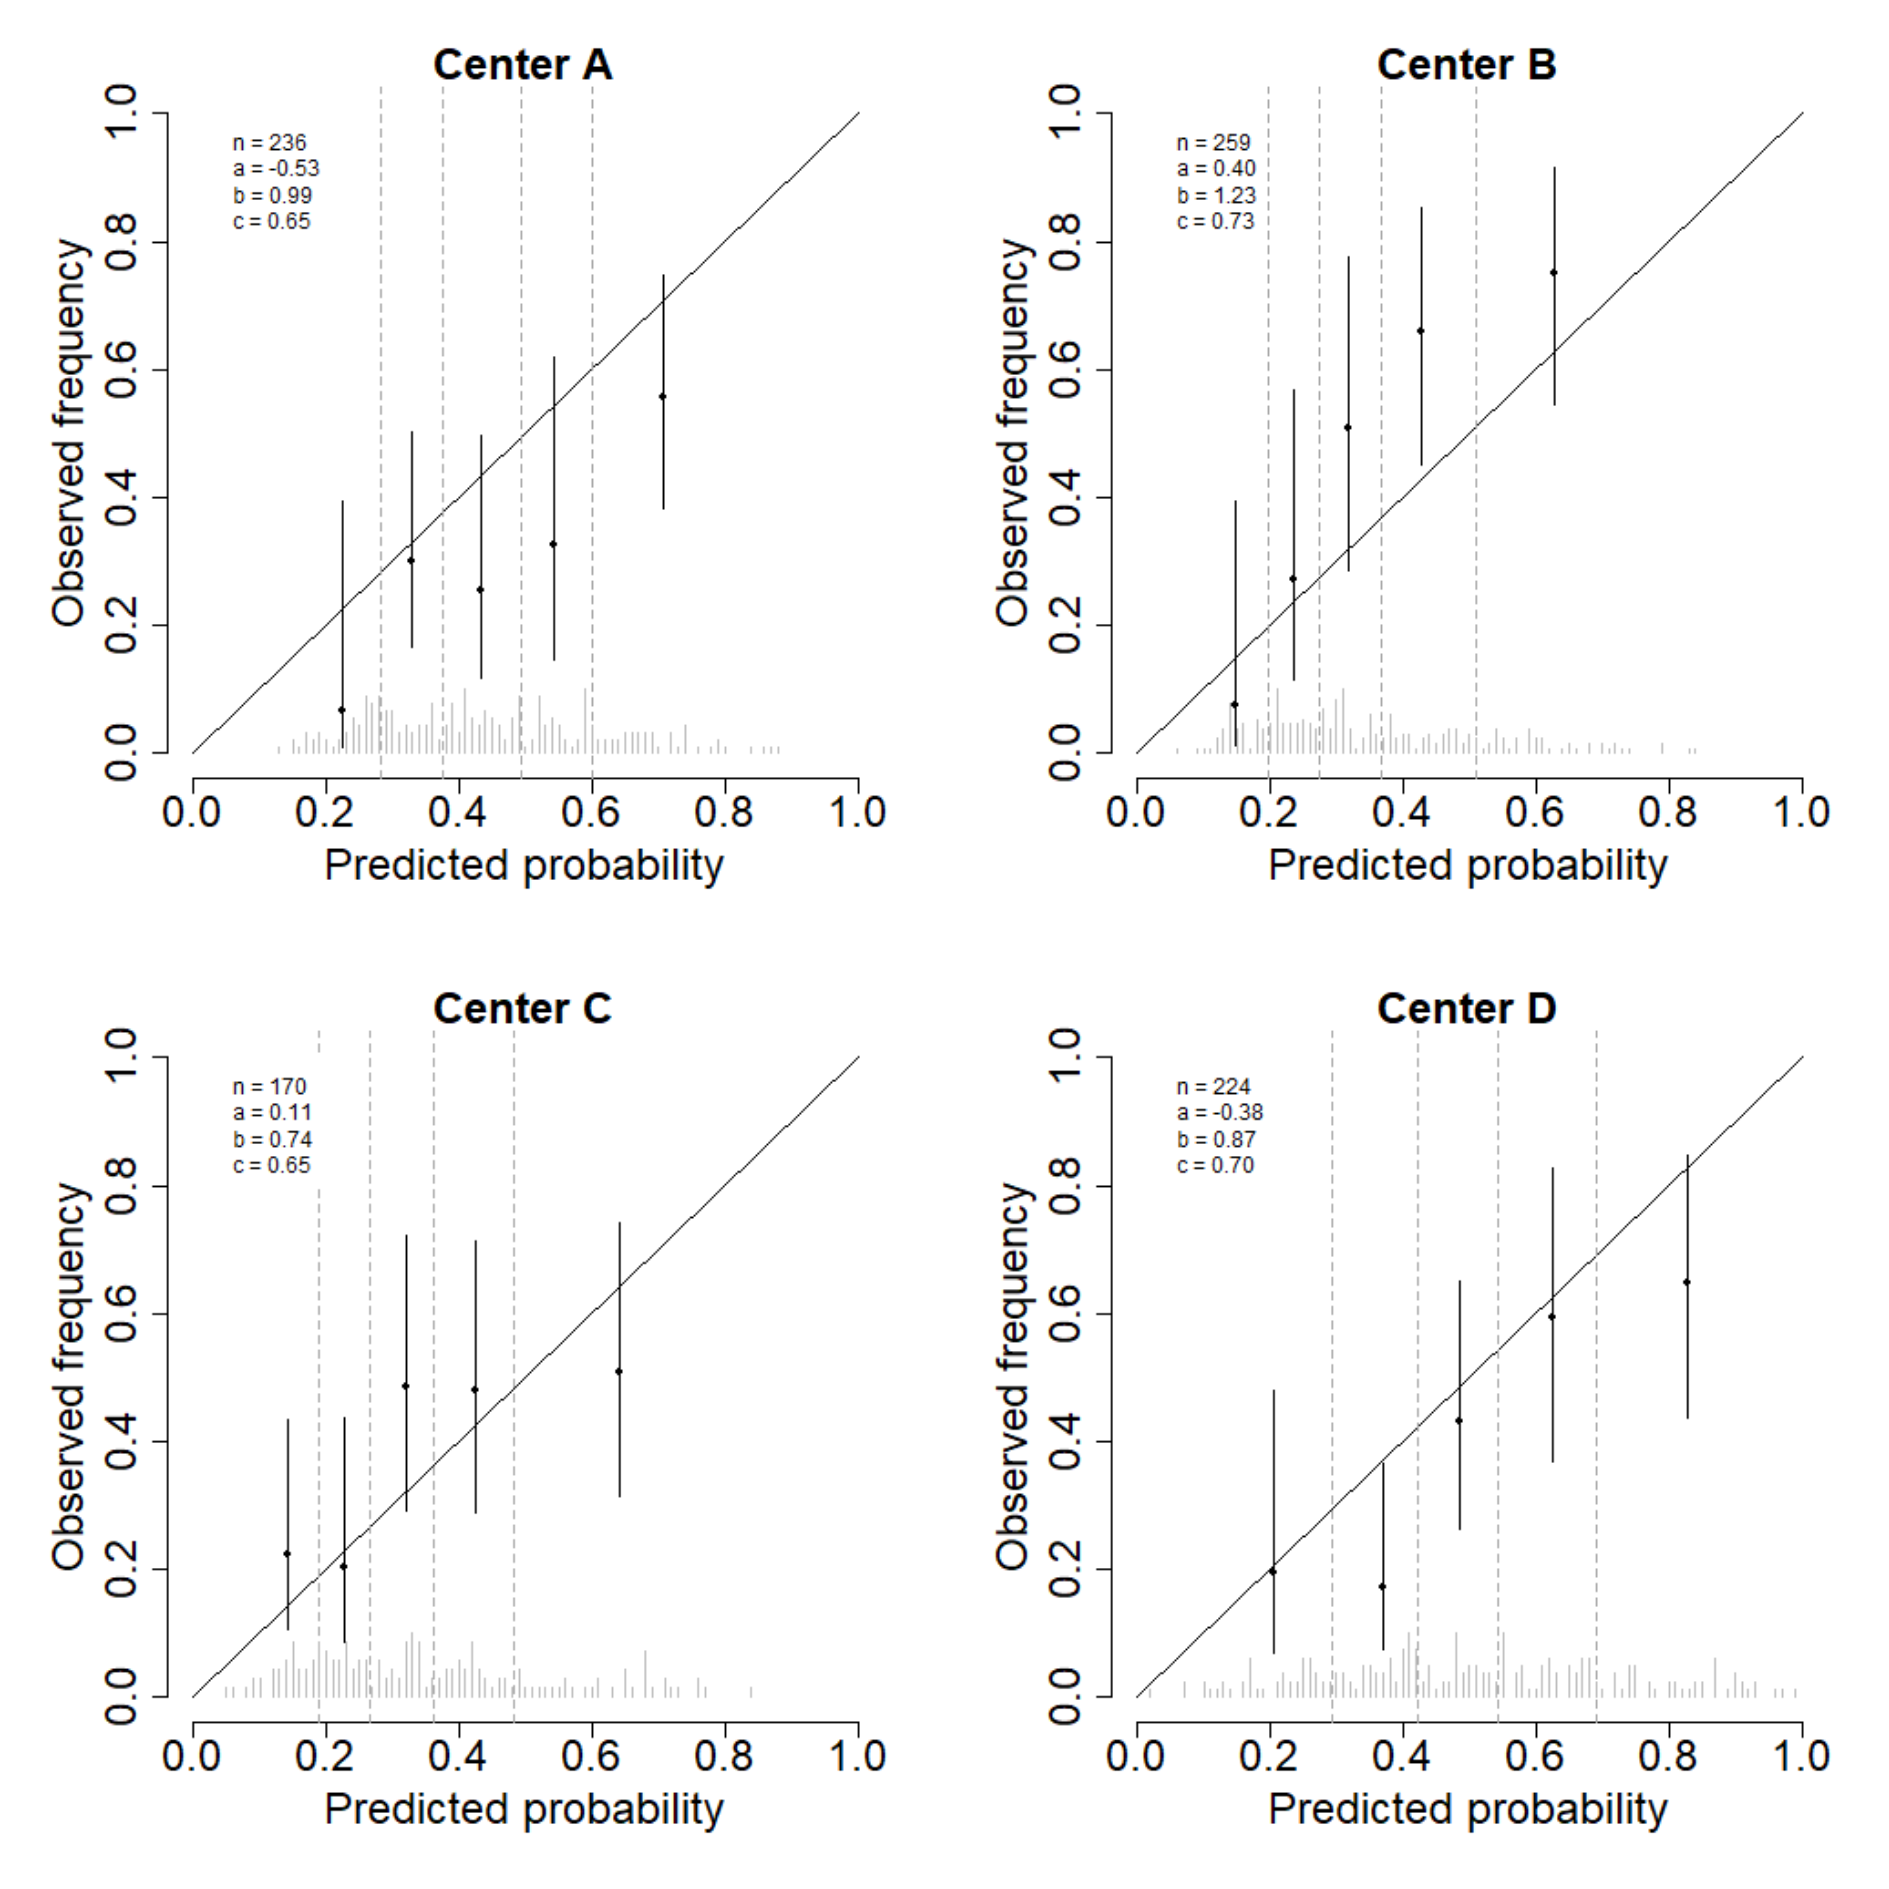 Center A
n = 236
a = -0.53
b = 0.99
c = 0.65
Observed frequency
0.0 0.2 0.4 0.6 0.8 1.0
0.0 0.2 0.4 0.6 0.8 1.0
Predicted probability
Center B
n = 259
a = 0.40
b = 1.23
c = 0.73
Observed frequency
0.0 0.2 0.4 0.6 0.8 1.0
0.0 0.2 0.4 0.6 0.8 1.0
Predicted probability
Center C
n = 170
a = 0.11
b = 0.74
c = 0.65
Observed frequency
0.0 0.2 0.4 0.6 0.8 1.0
0.0 0.2 0.4 0.6 0.8 1.0
Predicted probability
Center D
n = 224
a = -0.38
b = 0.87
c = 0.70
Observed frequency
0.0 0.2 0.4 0.6 0.8 1.0
0.0 0.2 0.4 0.6 0.8 1.0
Predicted probability